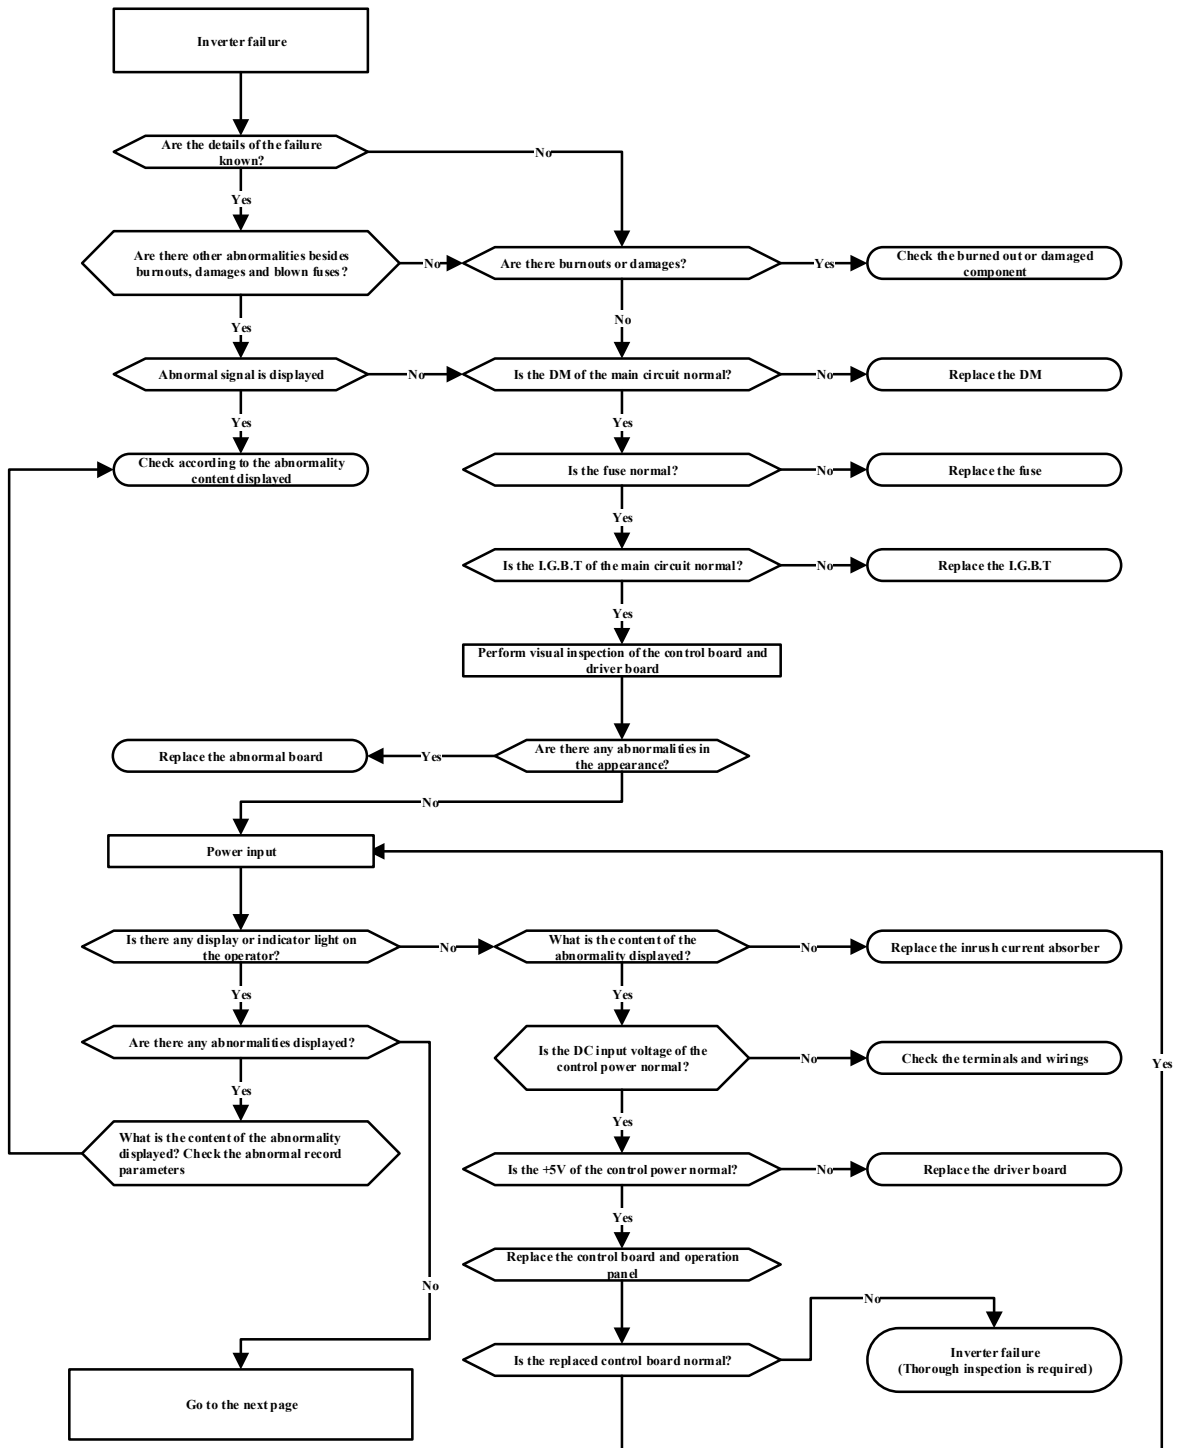 Inverter failure
Are the details of the failure
known?
No
Yes
Are there other abnormalities besides
burnouts, damages and blown fuses?
No
Are there burnouts or damages?
Yes
Check the burned out or damaged
component
Yes
No
Abnormal signal is displayed
No
Is the DM of the main circuit normal?
No
Replace the DM
Yes
Yes
Check according to the abnormality
content displayed
Is the fuse normal?
No
Replace the fuse
Yes
Is the I.G.B.T of the main circuit normal?
No
Replace the I.G.B.T
Yes
Perform visual inspection of the control board and
driver board
Replace the abnormal board
Yes
Are there any abnormalities in
the appearance?
No
Power input
Is there any display or indicator light on
the operator?
No
What is the content of the
abnormality displayed?
No
Replace the inrush current absorber
Yes
Yes
Are there any abnormalities displayed?
Is the DC input voltage of the
control power normal?
No
Check the terminals and wirings
Yes
Yes
Yes
What is the content of the abnormality
displayed? Check the abnormal record
parameters
Is the +5V of the control power normal?
No
Replace the driver board
Yes
Replace the control board and operation
panel
No
No
Is the replaced control board normal?
Inverter failure
(Thorough inspection is required)
Go to the next page